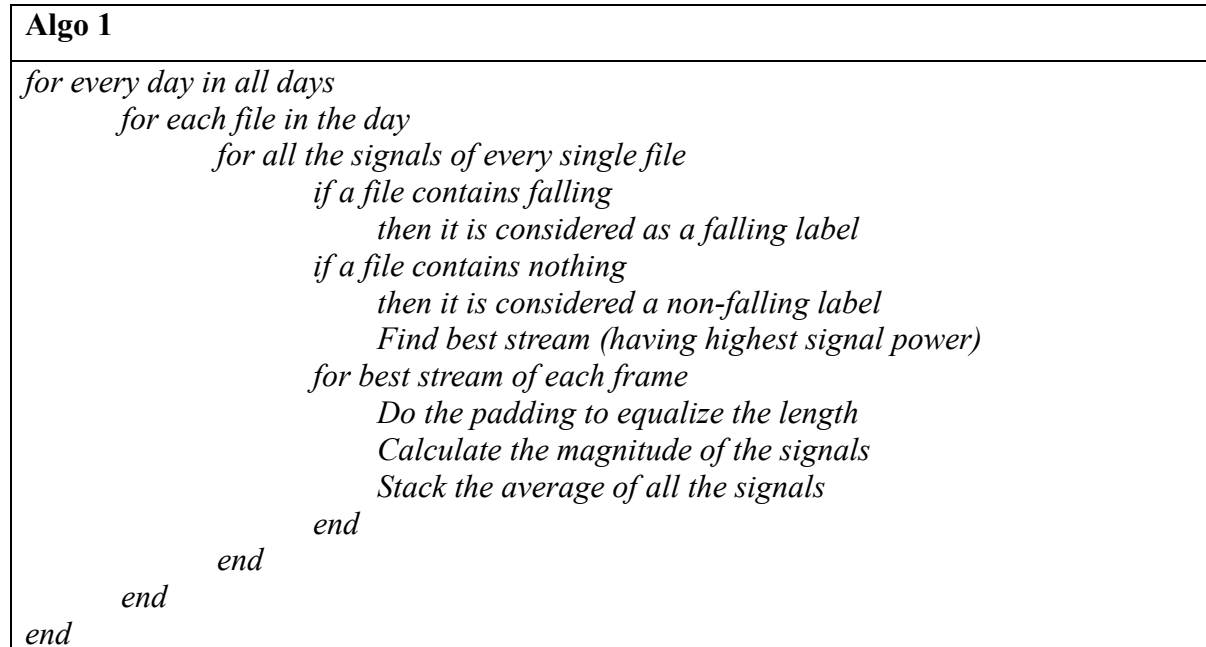 Algo 1
for every day in all days
for each file in the day
for all the signals of every single file
if a file contains falling
then it is considered as a falling label
if a file contains nothing
then it is considered a non-falling label
Find best stream (having highest signal power)
for best stream of each frame
Do the padding to equalize the length
Calculate the magnitude of the signals
Stack the average of all the signals
end
end
end
end